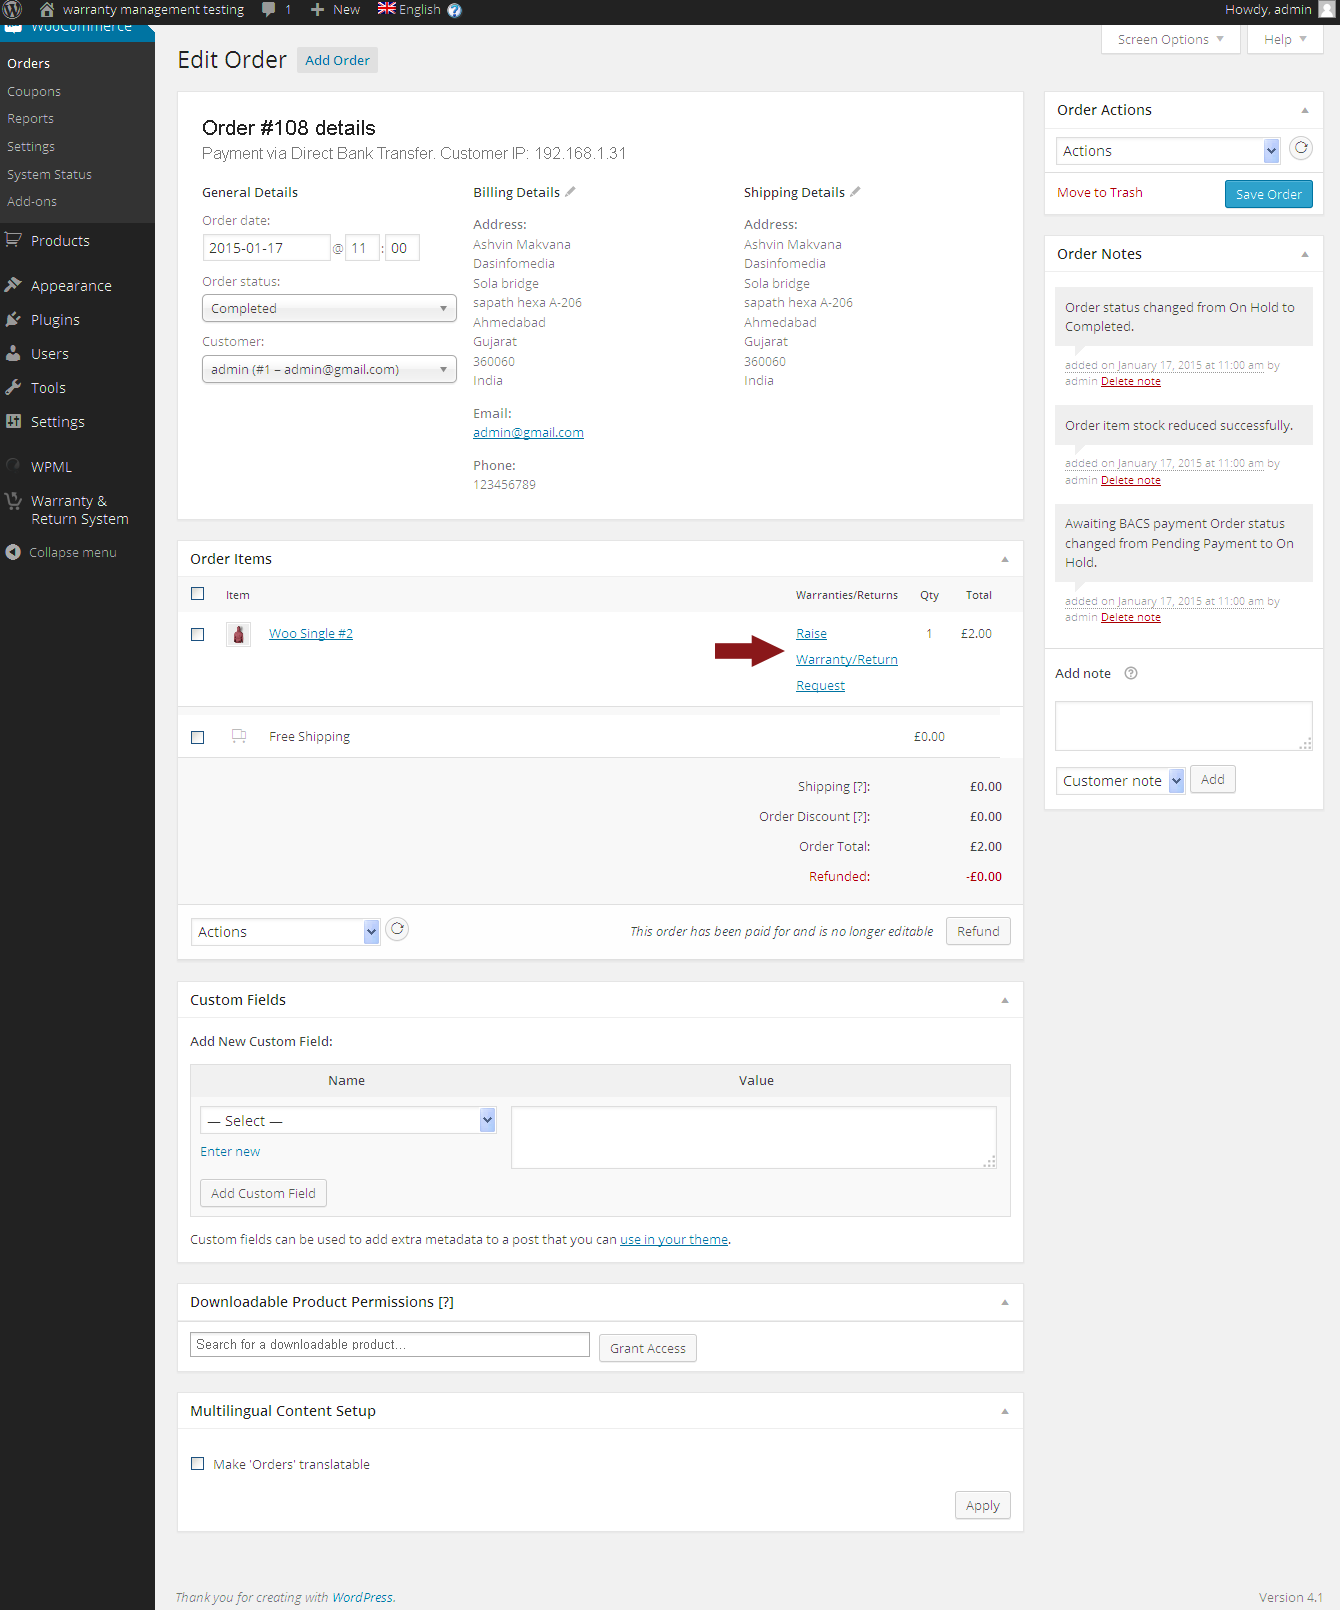 warranty management testing
1
New
English
Howdy, admin
WooCommerce
Orders
Coupons
Reports
Settings
System Status
Add-ons
Products
Appearance
Plugins
Users
Tools
Settings
WPML
Warranty &
Return System
Collapse menu
Screen Options
Help
Edit Order
Add Order
Order #108 details
Payment via Direct Bank Transfer. Customer IP: 192.168.1.31
General Details
Order date:
2015-01-17 @ 11 : 00
Order status:
Completed
Customer:
admin (#1 – admin@gmail.com)
Billing Details
Address:
Ashvin Makvana
Dasinfomedia
Sola bridge
sapath hexa A-206
Ahmedabad
Gujarat
360060
India
Email:
admin@gmail.com
Phone:
123456789
Shipping Details
Address:
Ashvin Makvana
Dasinfomedia
Sola bridge
sapath hexa A-206
Ahmedabad
Gujarat
360060
India
Order Items
Item Warranties/Returns Qty Total
Woo Single #2
Raise
Warranty/Return
Request
1 £2.00
Free Shipping £0.00
Shipping [?]: £0.00
Order Discount [?]: £0.00
Order Total: £2.00
Refunded: -£0.00
Actions
This order has been paid for and is no longer editable
Refund
Custom Fields
Add New Custom Field:
Name Value
— Select —
Enter new
Add Custom Field
Custom fields can be used to add extra metadata to a post that you can use in your theme.
Downloadable Product Permissions [?]
Search for a downloadable product...
Grant Access
Multilingual Content Setup
Make 'Orders' translatable
Apply
Order Actions
Actions
Move to Trash
Save Order
Order Notes
Order status changed from On Hold to
Completed.
added on January 17, 2015 at 11:00 am by
admin Delete note
Order item stock reduced successfully.
added on January 17, 2015 at 11:00 am by
admin Delete note
Awaiting BACS payment Order status
changed from Pending Payment to On
Hold.
added on January 17, 2015 at 11:00 am by
admin Delete note
Add note ?
Customer note
Add
Thank you for creating with WordPress.
Version 4.1